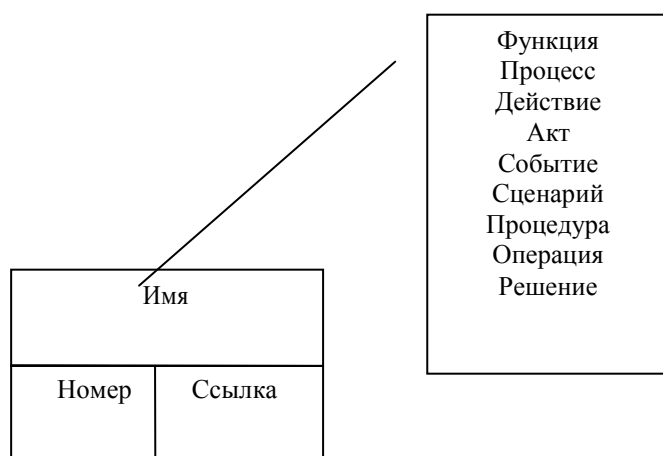 Функция
Процесс
Действие
Акт
Событие
Сценарий
Процедура
Операция
Решение
Имя
Номер
Ссылка